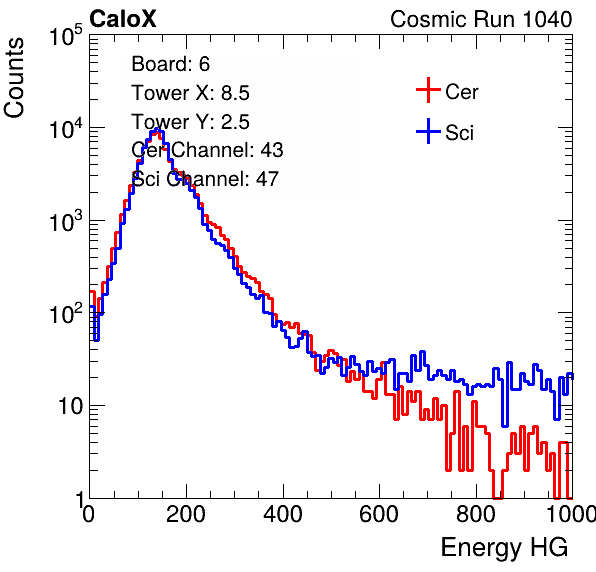 CaloX Cosmic Run 1040
Counts
10^5
10^4
10^3
10^2
10
1
Board: 6
Tower X: 8.5
Tower Y: 2.5
Cer Channel: 43
Sci Channel: 47
Cer
Sci
0 200 400 600 800 1000
Energy HG